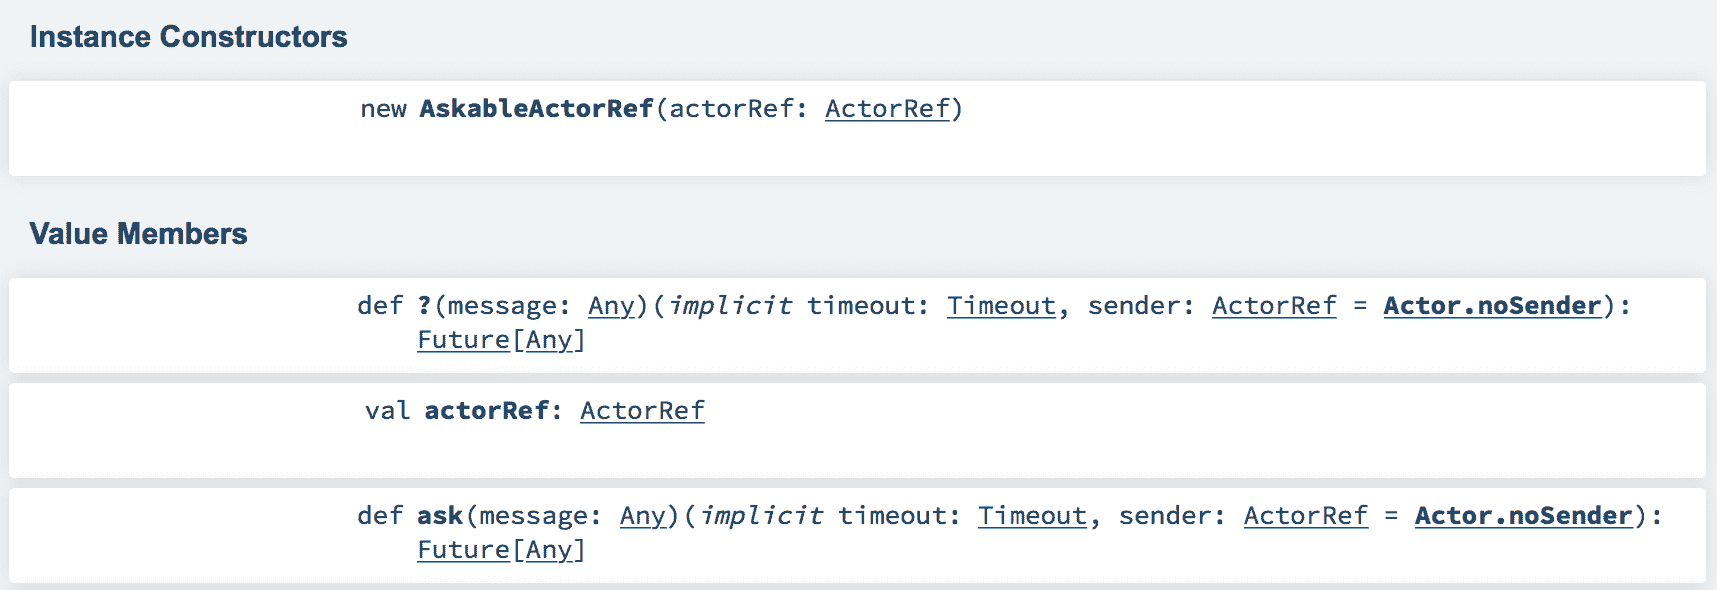 Instance Constructors
new AskableActorRef(actorRef: ActorRef)
Value Members
def ?(message: Any)(implicit timeout: Timeout, sender: ActorRef = Actor.noSender):
Future[Any]
val actorRef: ActorRef
def ask(message: Any)(implicit timeout: Timeout, sender: ActorRef = Actor.noSender):
Future[Any]